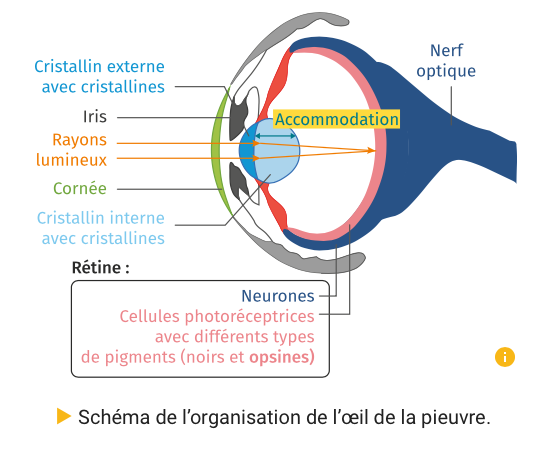 Cristallin externe
avec cristallines
Iris
Rayons
lumineux
Cornée
Cristallin interne
avec cristallines
Accommodation
Nerf
optique
Rétine :
Neurones
Cellules photoréceptrices
avec différents types
de pigments (noirs et opsines)
i
Schéma de l'organisation de l'œil de la pieuvre.